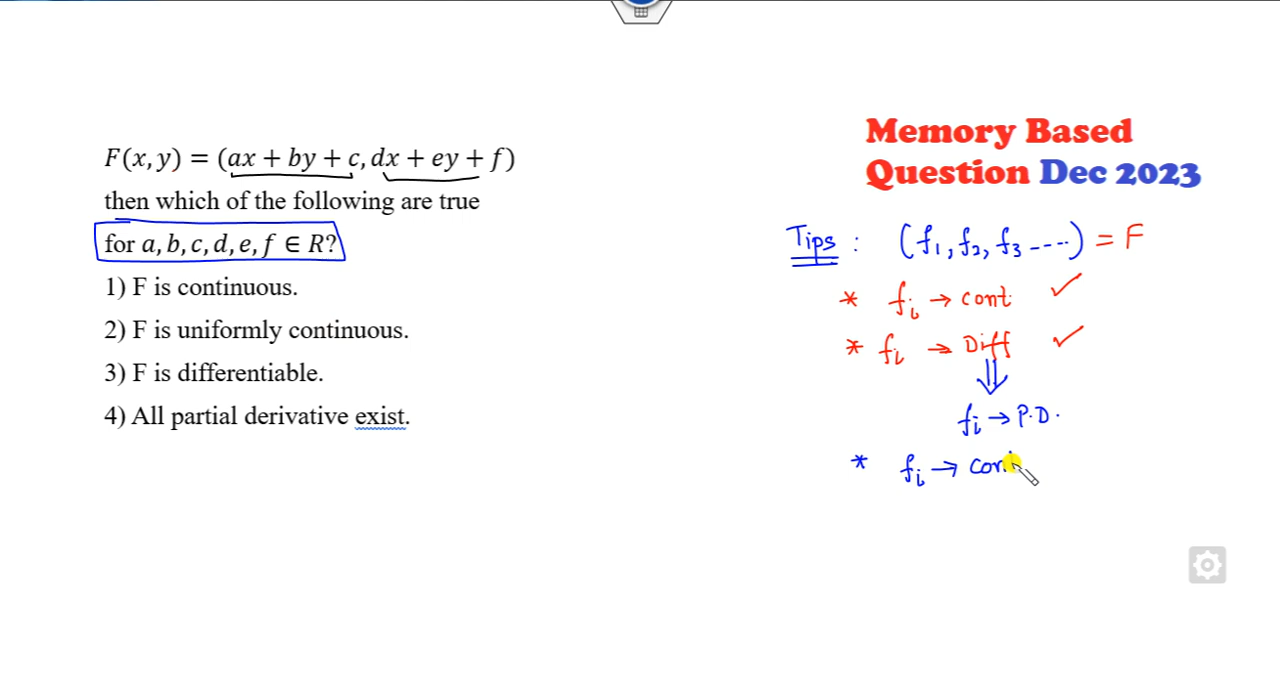 F(x, y) = (ax + by + c, dx + ey + f)
then which of the following are true
for a, b, c, d, e, f ∈ R?
1) F is continuous.
2) F is uniformly continuous.
3) F is differentiable.
4) All partial derivative exist.
Memory Based
Question Dec 2023
Tips : (f₁, f₂, f₃ ----) = F
* fᵢ → cont. ✓
* fᵢ → Diff ✓
⇓
fᵢ → P.D.
* fᵢ → con